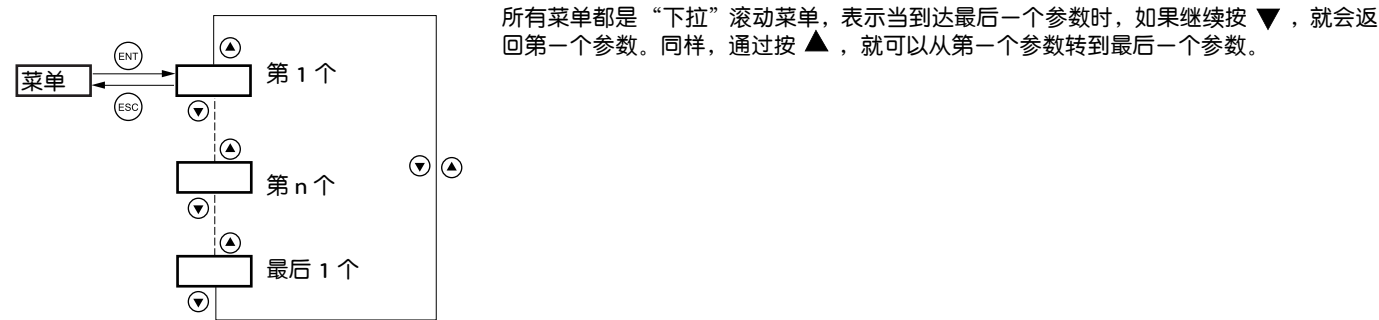 所有菜单都是“下拉”滚动菜单，表示当到达最后一个参数时，如果继续按 ▼ ，就会返
回第一个参数。同样，通过按 ▲ ，就可以从第一个参数转到最后一个参数。
ENT
菜单
第 1 个
ESC
第 n 个
最后 1 个